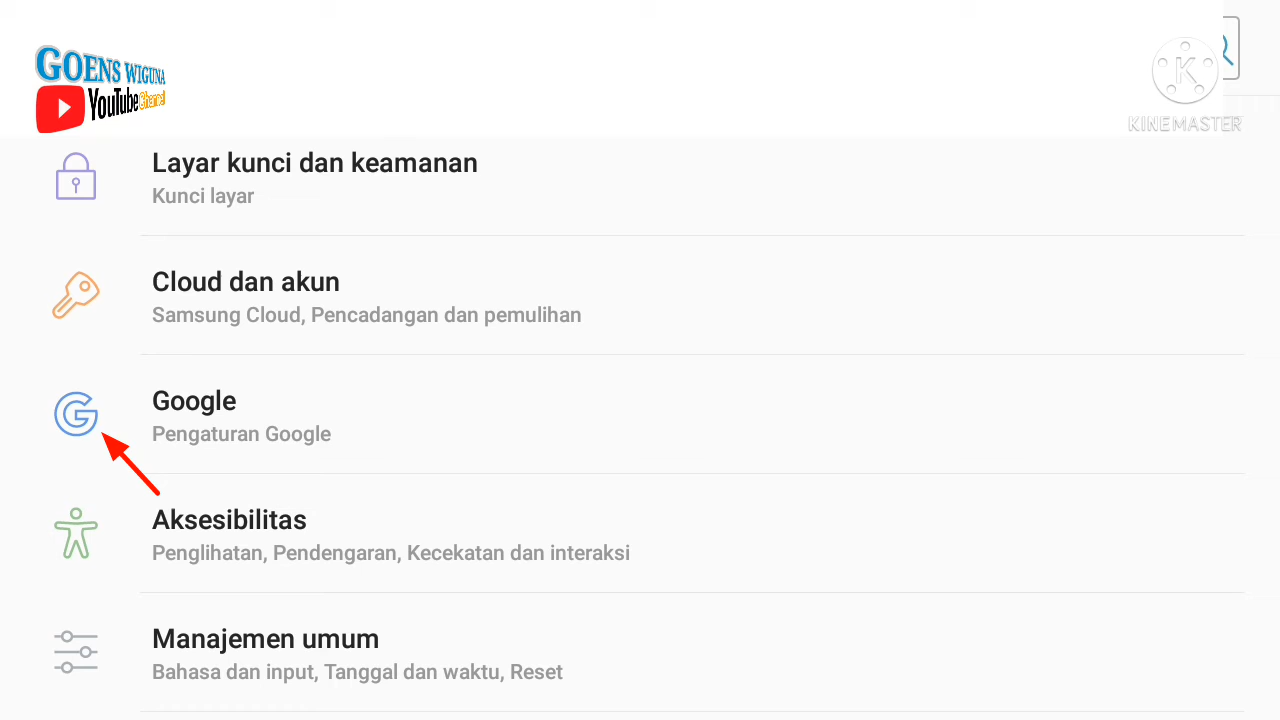 GOENS WIGUNA
YouTube Channel
KINEMASTER
Layar kunci dan keamanan
Kunci layar
Cloud dan akun
Samsung Cloud, Pencadangan dan pemulihan
Google
Pengaturan Google
Aksesibilitas
Penglihatan, Pendengaran, Kecekatan dan interaksi
Manajemen umum
Bahasa dan input, Tanggal dan waktu, Reset